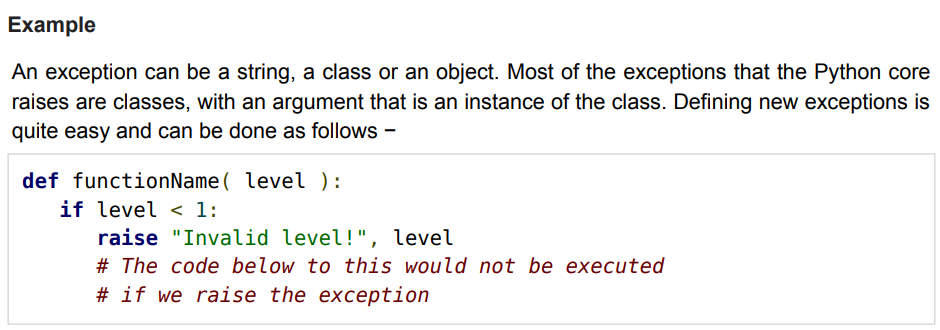 Example
An exception can be a string, a class or an object. Most of the exceptions that the Python core
raises are classes, with an argument that is an instance of the class. Defining new exceptions is
quite easy and can be done as follows −
def functionName( level ):
   if level < 1:
      raise "Invalid level!", level
      # The code below to this would not be executed
      # if we raise the exception